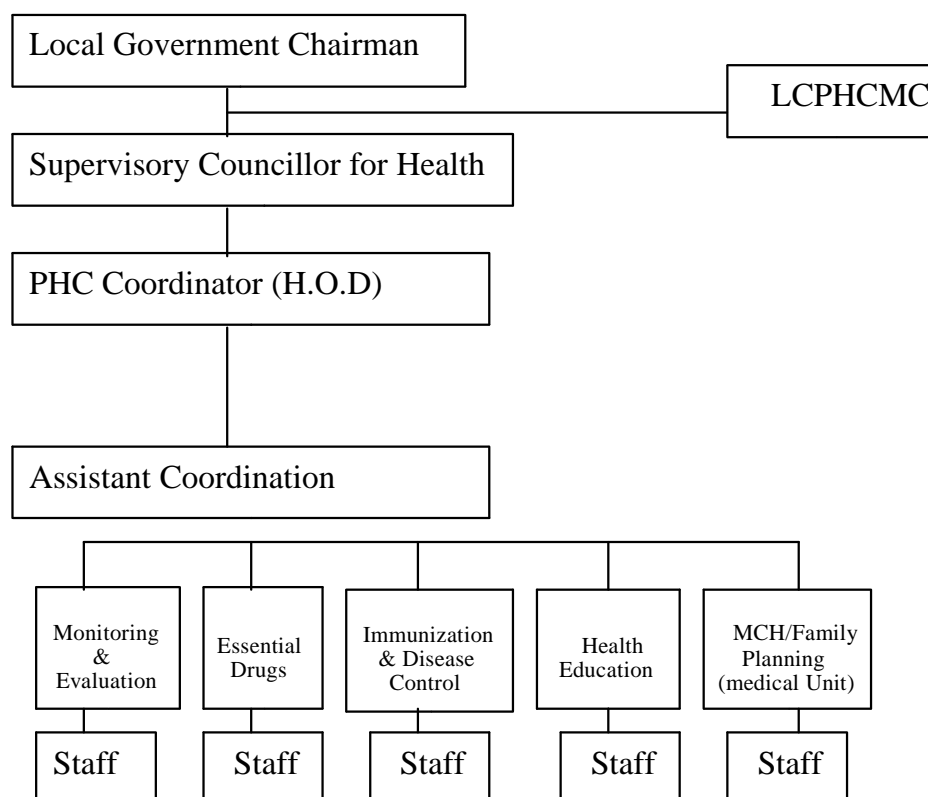 Local Government Chairman
LCPHCMC
Supervisory Councillor for Health
PHC Coordinator (H.O.D)
Assistant Coordination
Monitoring
&
Evaluation
Essential
Drugs
Immunization
& Disease
Control
Health
Education
MCH/Family
Planning
(medical Unit)
Staff
Staff
Staff
Staff
Staff